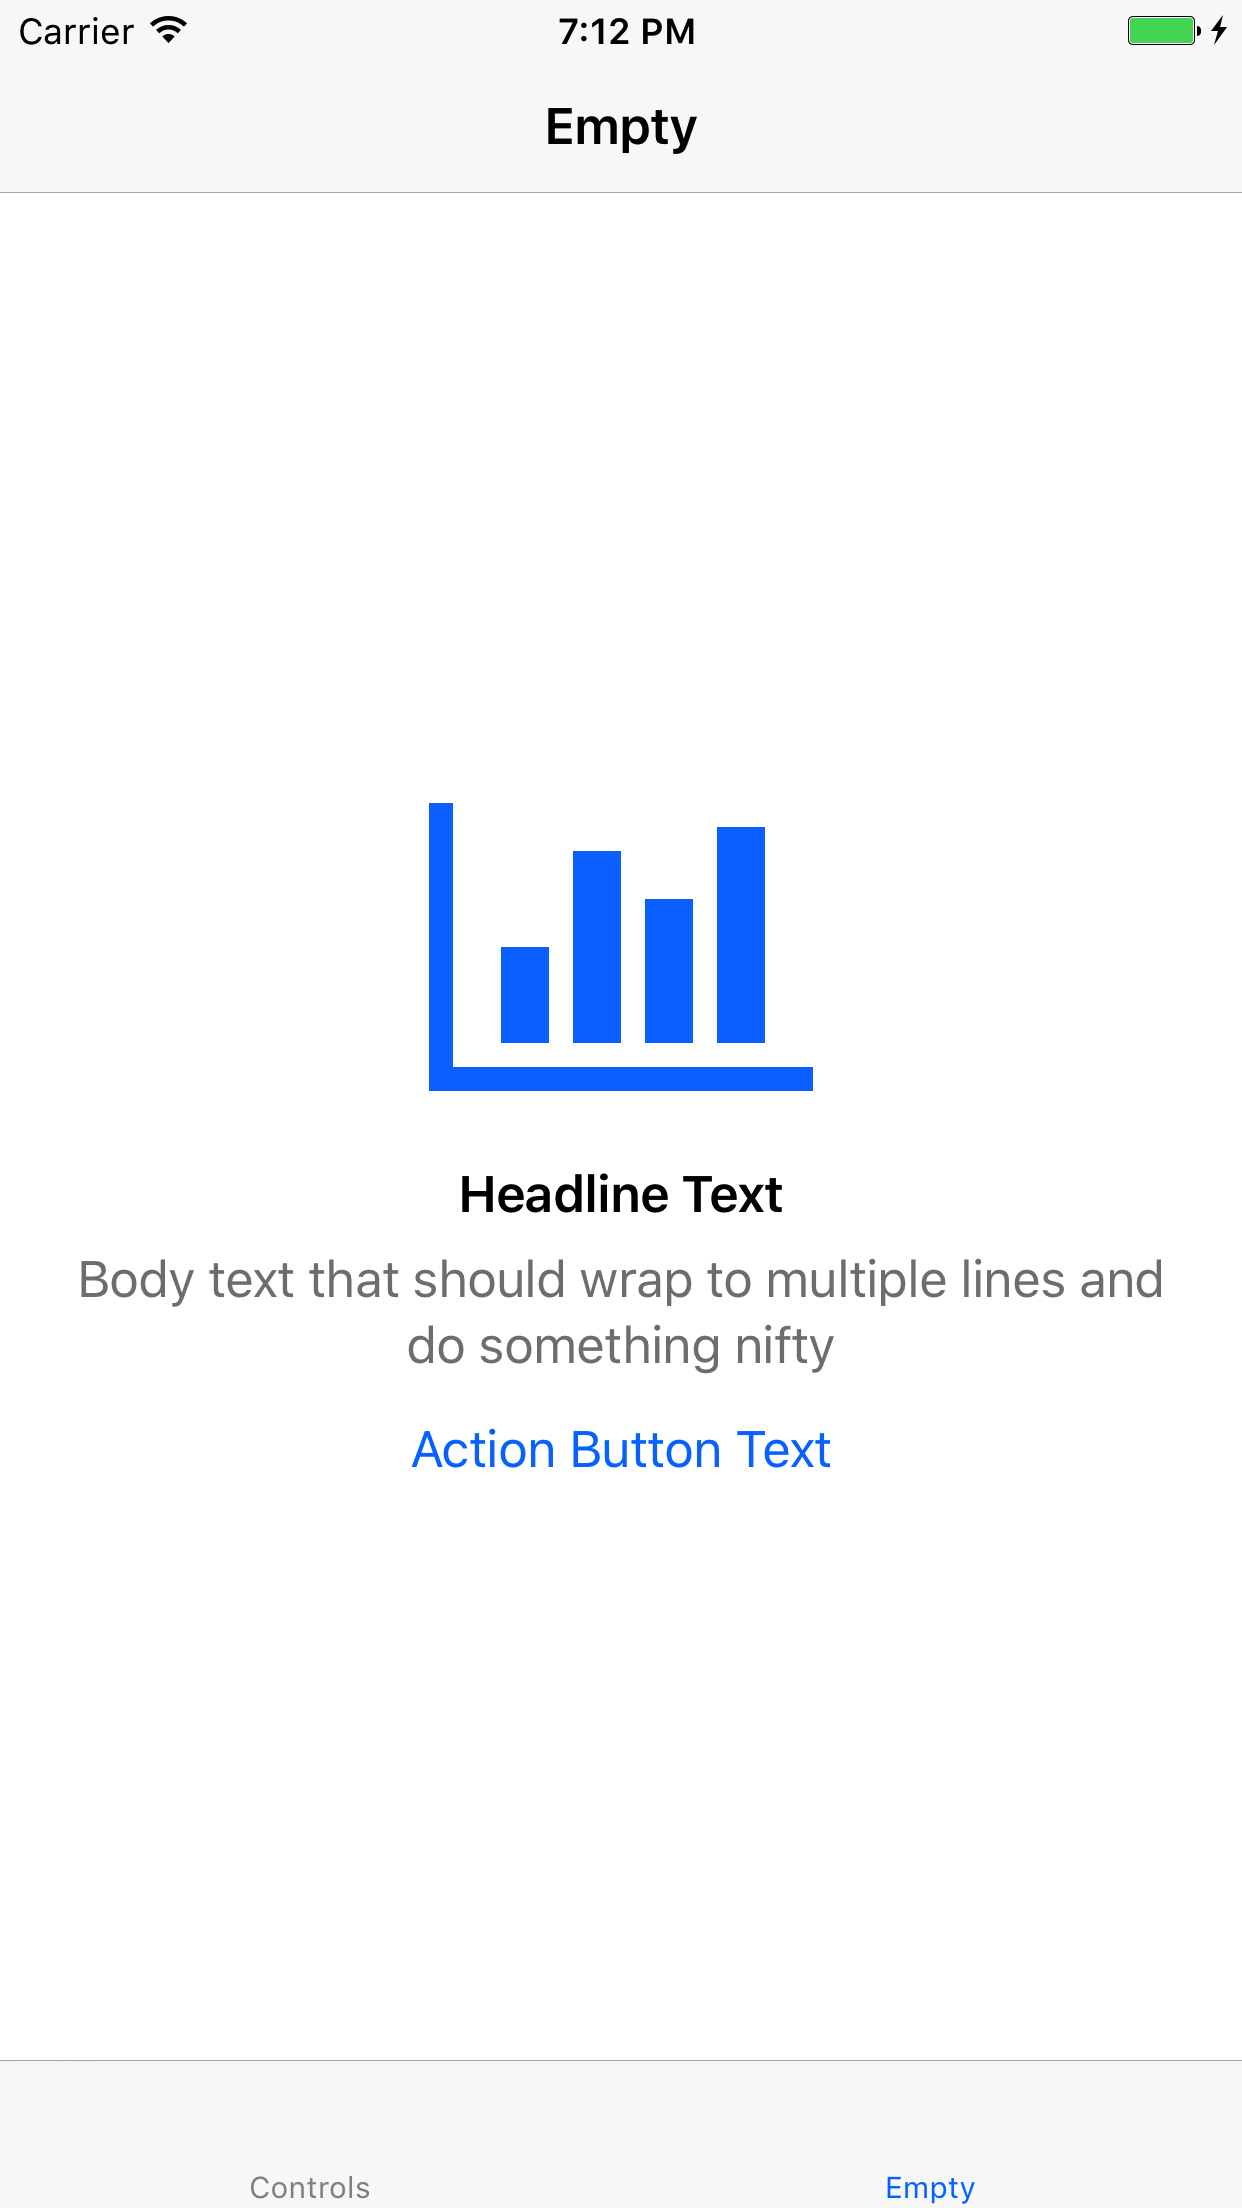 Carrier 7:12 PM
Empty
Headline Text
Body text that should wrap to multiple lines and
do something nifty
Action Button Text
Controls Empty